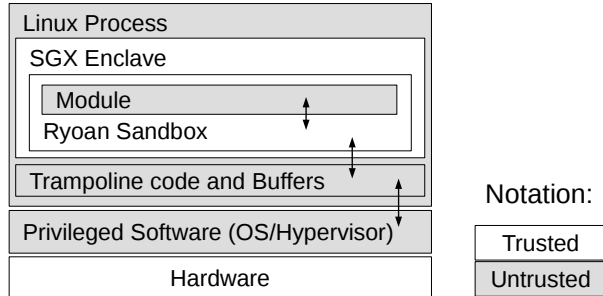 Linux Process
SGX Enclave
Module
Ryoan Sandbox
Trampoline code and Buffers
Privileged Software (OS/Hypervisor)
Hardware
Notation:
Trusted
Untrusted